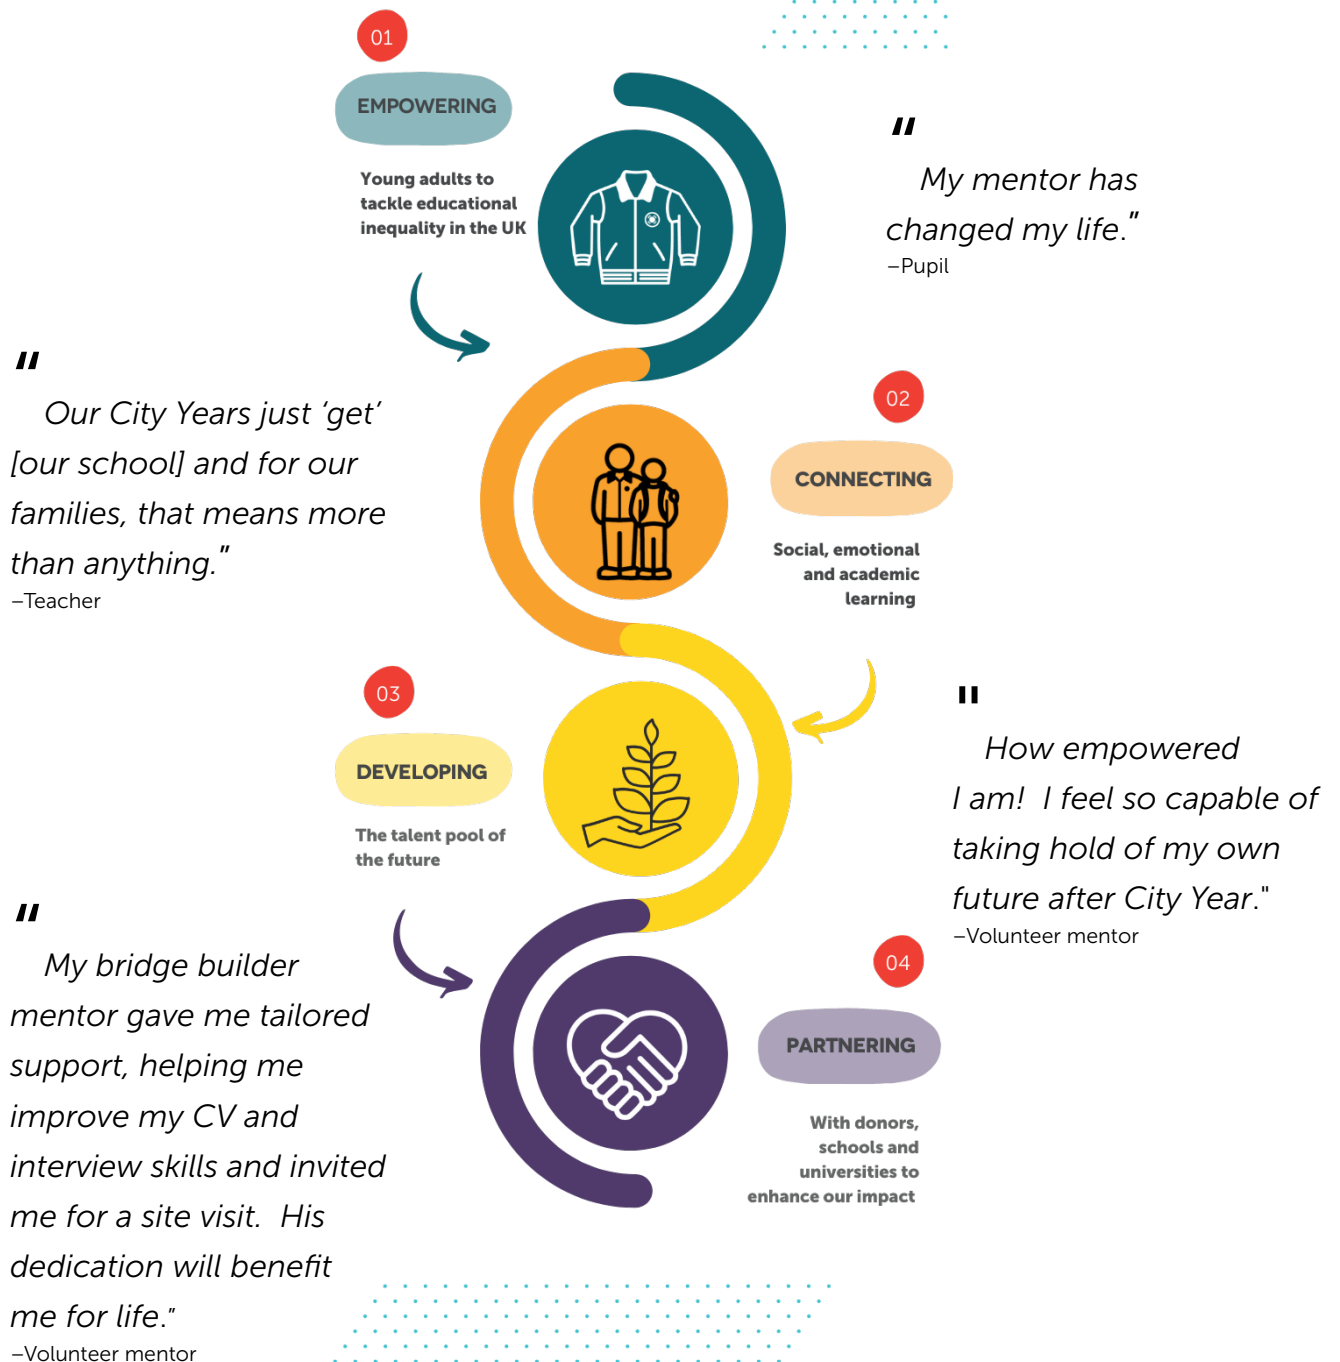 01
EMPOWERING
Young adults to
tackle educational
inequality in the UK
"
My mentor has
changed my life."
–Pupil
"
Our City Years just ‘get’
[our school] and for our
families, that means more
than anything."
–Teacher
02
CONNECTING
Social, emotional
and academic
learning
03
DEVELOPING
The talent pool of
the future
"
How empowered
I am!  I feel so capable of
taking hold of my own
future after City Year."
–Volunteer mentor
"
My bridge builder
mentor gave me tailored
support, helping me
improve my CV and
interview skills and invited
me for a site visit.  His
dedication will benefit
me for life."
–Volunteer mentor
04
PARTNERING
With donors,
schools and
universities to
enhance our impact